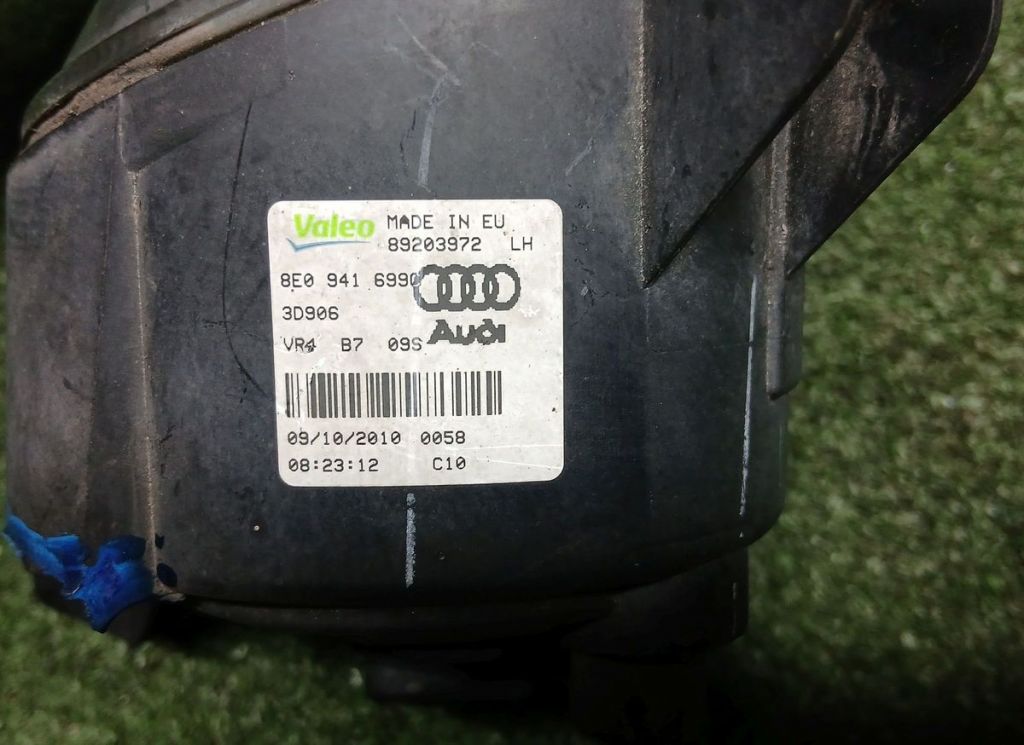 Valeo MADE IN EU
89203972 LH
8E0 941 699C
3D906
Audi
VR4 B7 09S
09/10/2010 0058
08:23:12 C10